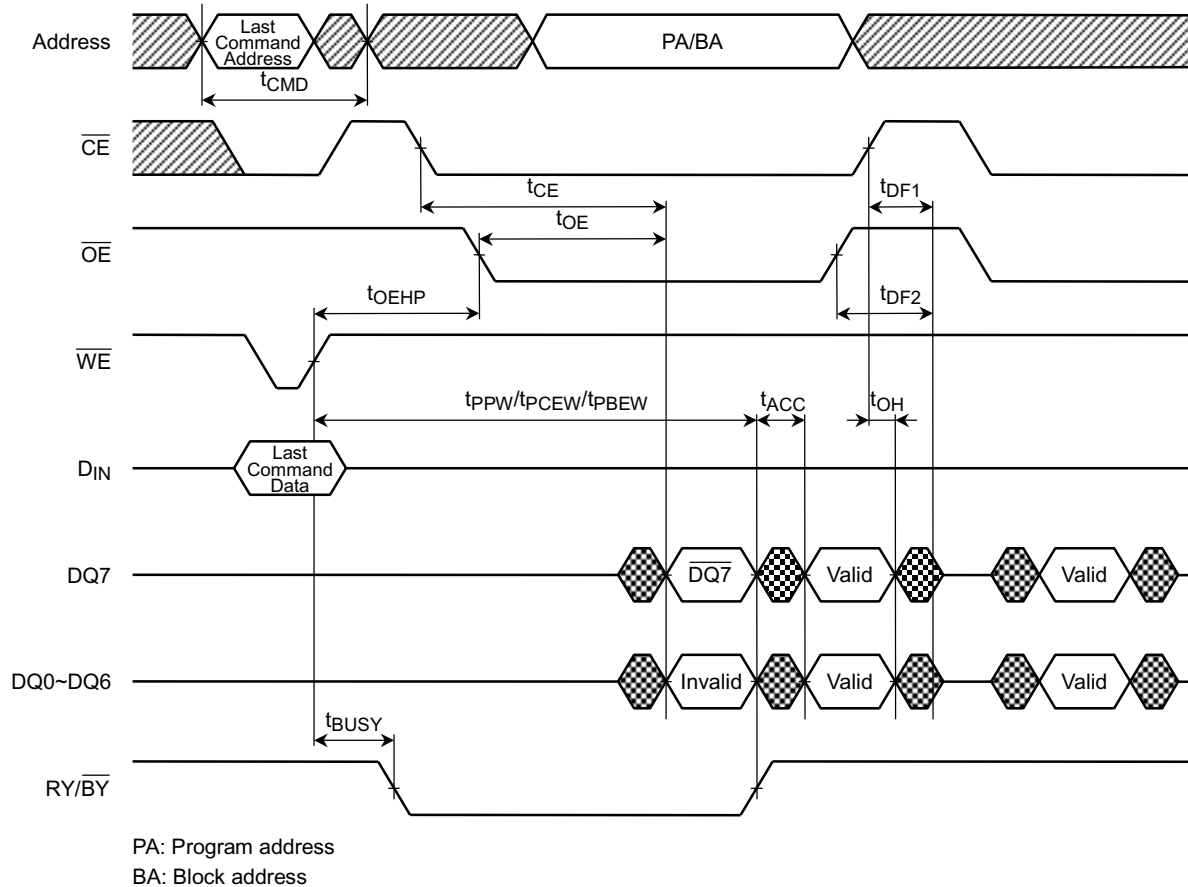 Address
Last
Command
Address
PA/BA
tCMD
CE
tCE
tDF1
OE
tOE
tOEHP
tDF2
WE
tPPW/tPCEW/tPBEW
tACC
tOH
DIN
Last
Command
Data
DQ7
DQ7
Valid
Valid
DQ0~DQ6
Invalid
Valid
Valid
tBUSY
RY/BY
PA: Program address
BA: Block address